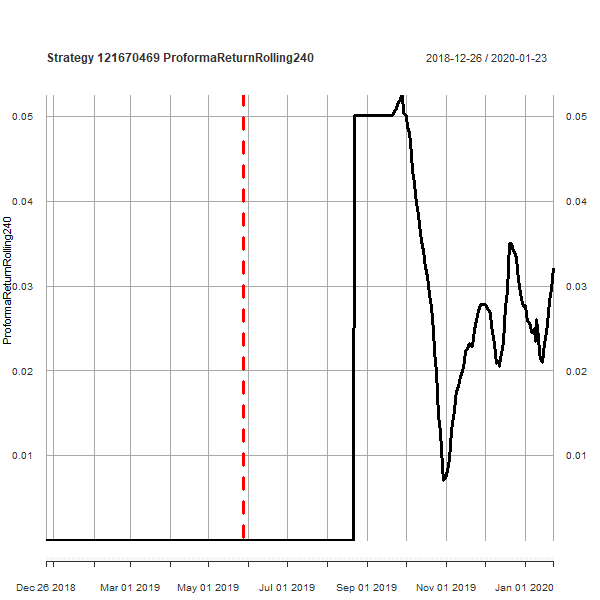 Strategy 121670469 ProformaReturnRolling240
2018-12-26 / 2020-01-23
ProformaReturnRolling240
0.05 0.05
0.04 0.04
0.03 0.03
0.02 0.02
0.01 0.01
Dec 26 2018 Mar 01 2019 May 01 2019 Jul 01 2019 Sep 01 2019 Nov 01 2019 Jan 01 2020